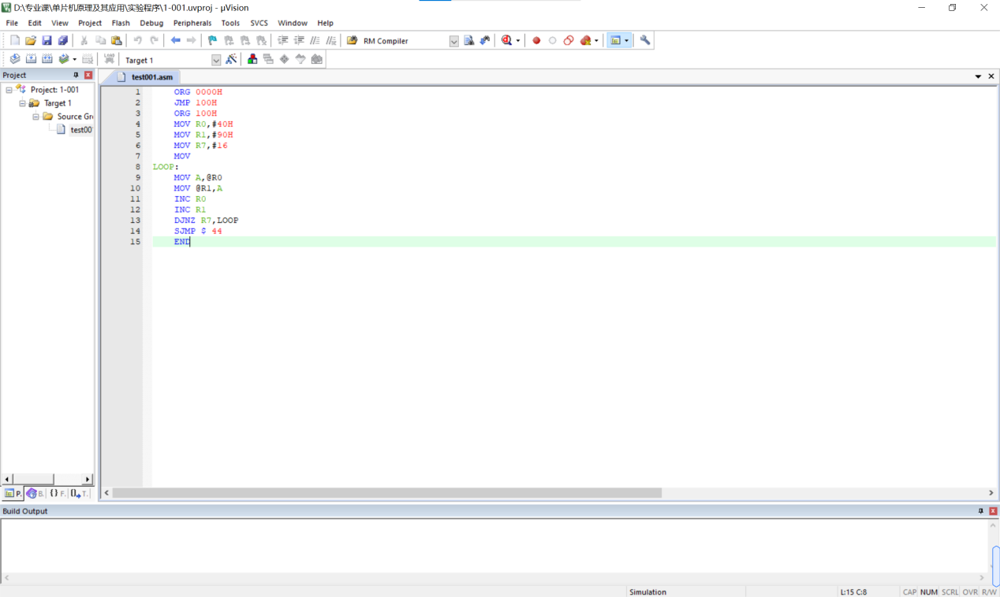 D:\专业课\单片机原理及其应用\实验程序\1-001.uvproj - µVision
File Edit View Project Flash Debug Peripherals Tools SVCS Window Help
RM Compiler
LOAD Target 1
Project
test001.asm
Project: 1-001
Target 1
Source Gr
test00
1 ORG 0000H
2 JMP 100H
3 ORG 100H
4 MOV R0,#40H
5 MOV R1,#90H
6 MOV R7,#16
7 MOV
8 LOOP:
9 MOV A,@R0
10 MOV @R1,A
11 INC R0
12 INC R1
13 DJNZ R7,LOOP
14 SJMP $ 44
15 END
P. B. {} F. 0 T.
Build Output
Simulation L:15 C:8 CAP NUM SCRL OVR R/W